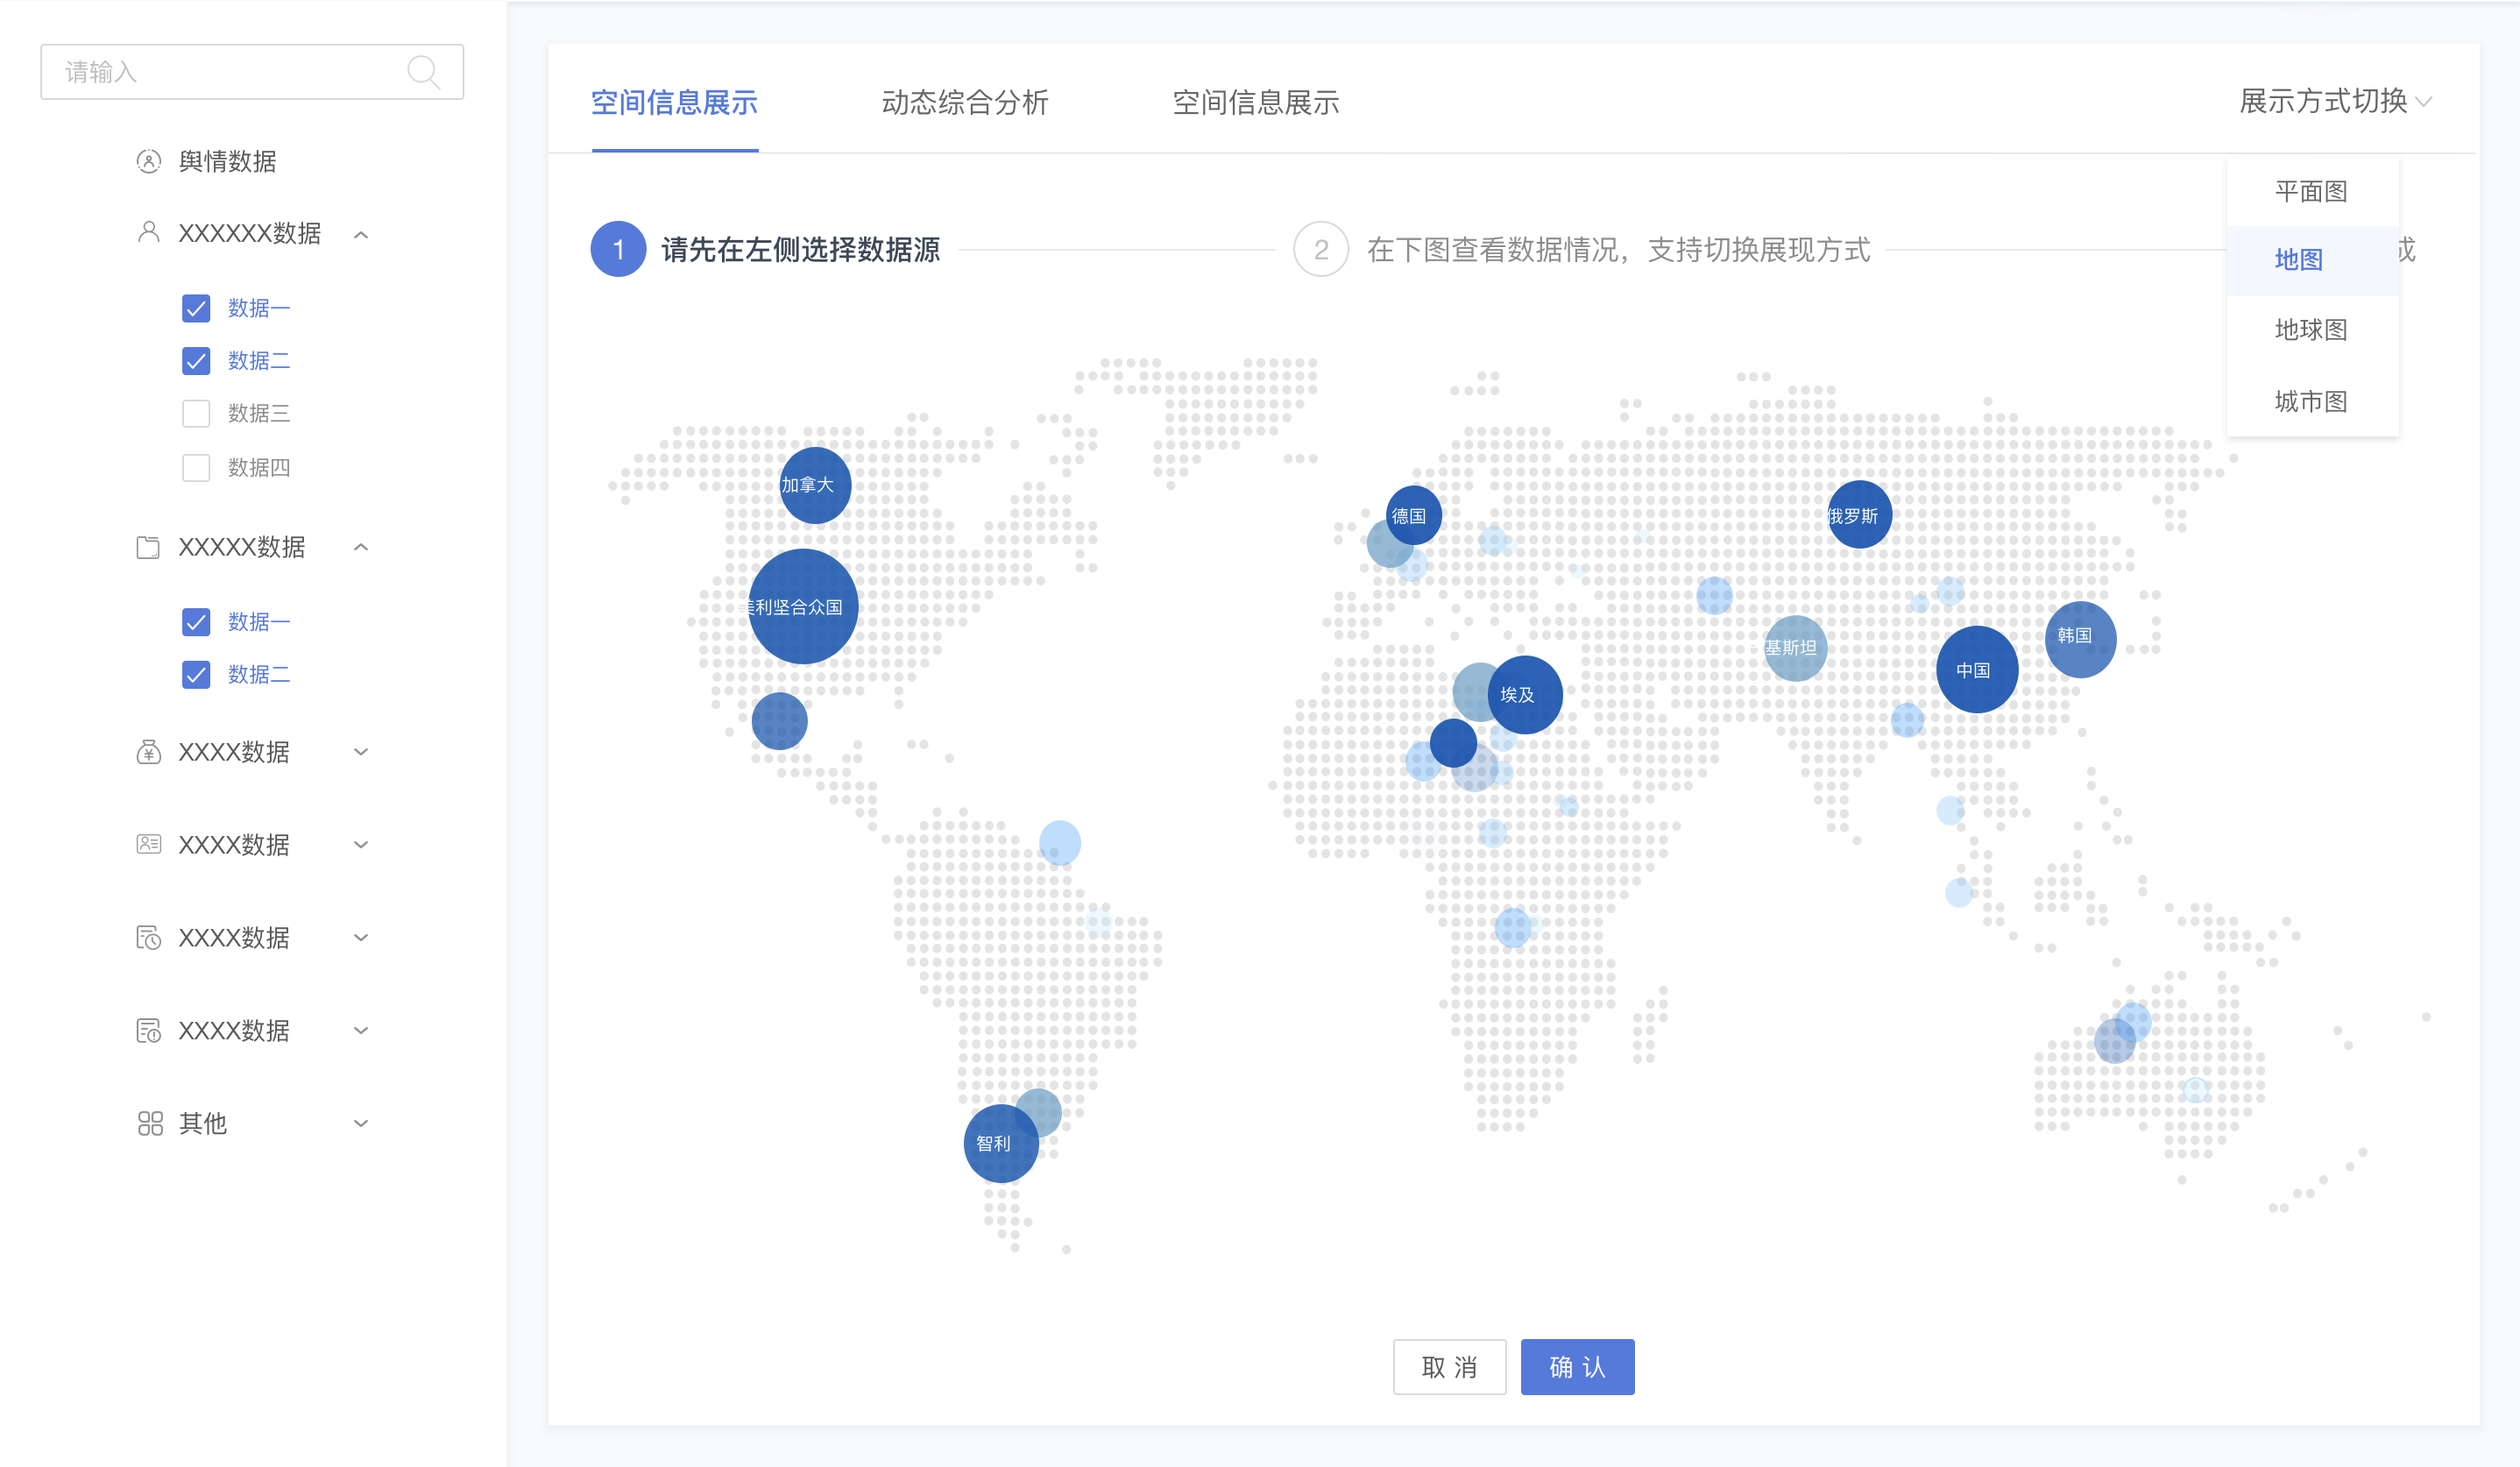 请输入
舆情数据
XXXXXX数据
数据一
数据二
数据三
数据四
XXXXX数据
数据一
数据二
XXXX数据
XXXX数据
XXXX数据
XXXX数据
其他
空间信息展示
动态综合分析
空间信息展示
展示方式切换
平面图
地图
地球图
城市图
1
请先在左侧选择数据源
2
在下图查看数据情况，支持切换展现方式
成
加拿大
德国
俄罗斯
美利坚合众国
韩国
基斯坦
中国
埃及
智利
取 消
确 认